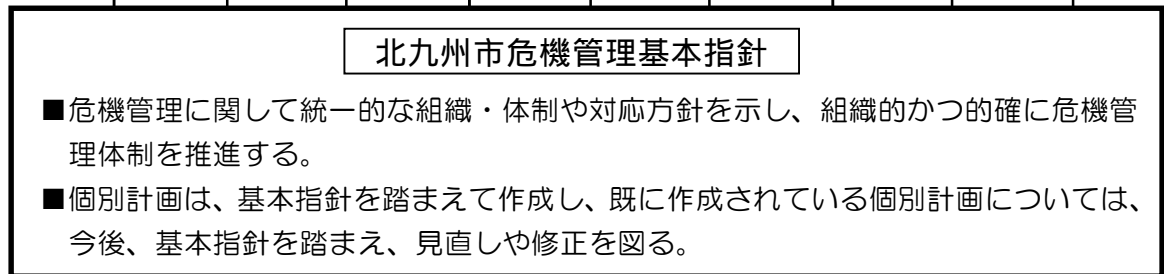 北九州市危機管理基本指針
■危機管理に関して統一的な組織・体制や対応方針を示し、組織的かつ的確に危機管
理体制を推進する。
■個別計画は、基本指針を踏まえて作成し、既に作成されている個別計画については、
今後、基本指針を踏まえ、見直しや修正を図る。